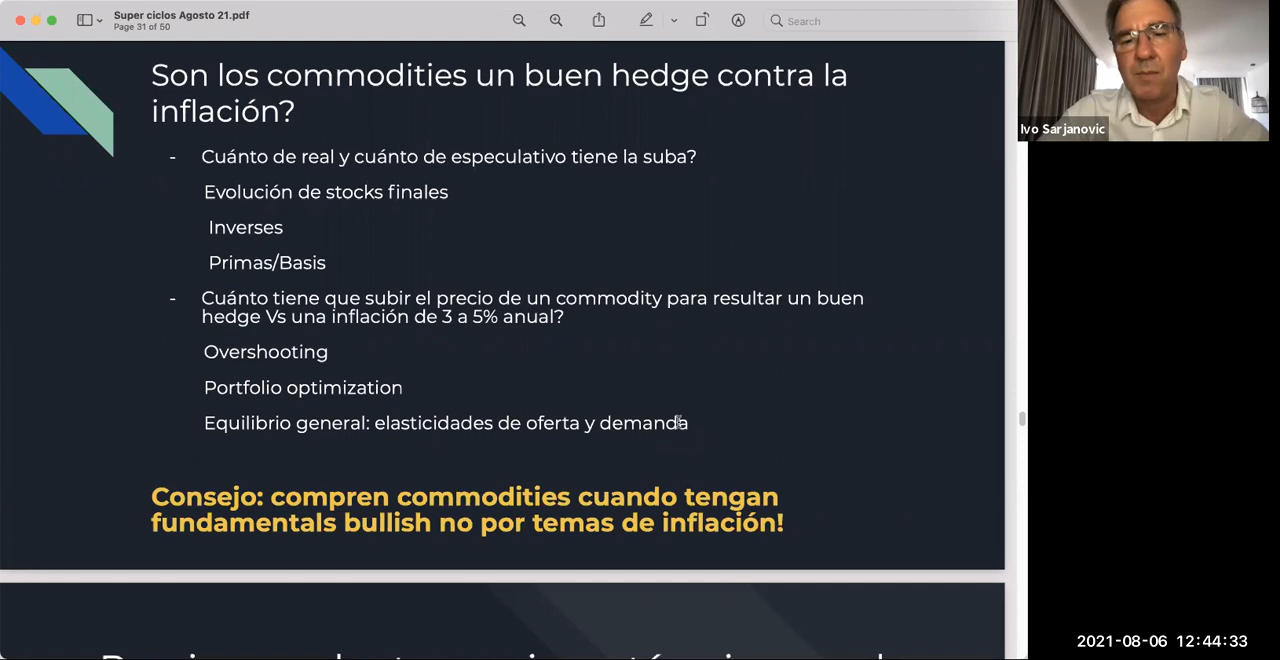 Super ciclos Agosto 21.pdf
Page 31 of 50
Search
Son los commodities un buen hedge contra la
inflación?
- Cuánto de real y cuánto de especulativo tiene la suba?
Evolución de stocks finales
Inverses
Primas/Basis
- Cuánto tiene que subir el precio de un commodity para resultar un buen
hedge Vs una inflación de 3 a 5% anual?
Overshooting
Portfolio optimization
Equilibrio general: elasticidades de oferta y demanda
Consejo: compren commodities cuando tengan
fundamentals bullish no por temas de inflación!
Ivo Sarjanovic
2021-08-06 12:44:33